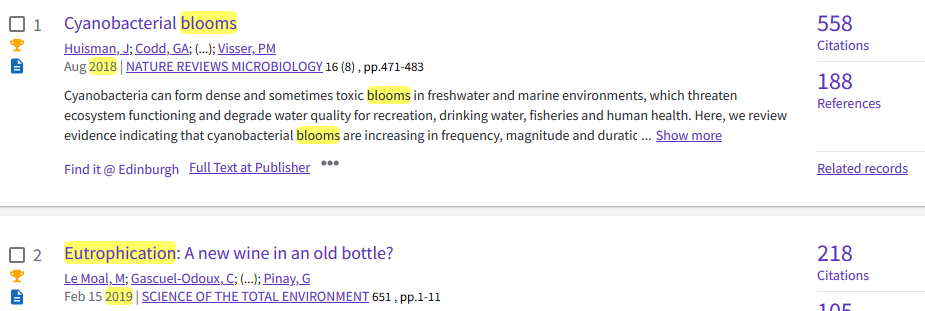 1 Cyanobacterial blooms
Huisman, J; Codd, GA; (...); Visser, PM
Aug 2018 | NATURE REVIEWS MICROBIOLOGY 16 (8) , pp.471-483
Cyanobacteria can form dense and sometimes toxic blooms in freshwater and marine environments, which threaten
ecosystem functioning and degrade water quality for recreation, drinking water, fisheries and human health. Here, we review
evidence indicating that cyanobacterial blooms are increasing in frequency, magnitude and duratic ... Show more
Find it @ Edinburgh Full Text at Publisher •••
558
Citations
188
References
Related records
2 Eutrophication: A new wine in an old bottle?
Le Moal, M; Gascuel-Odoux, C; (...); Pinay, G
Feb 15 2019 | SCIENCE OF THE TOTAL ENVIRONMENT 651 , pp.1-11
218
Citations